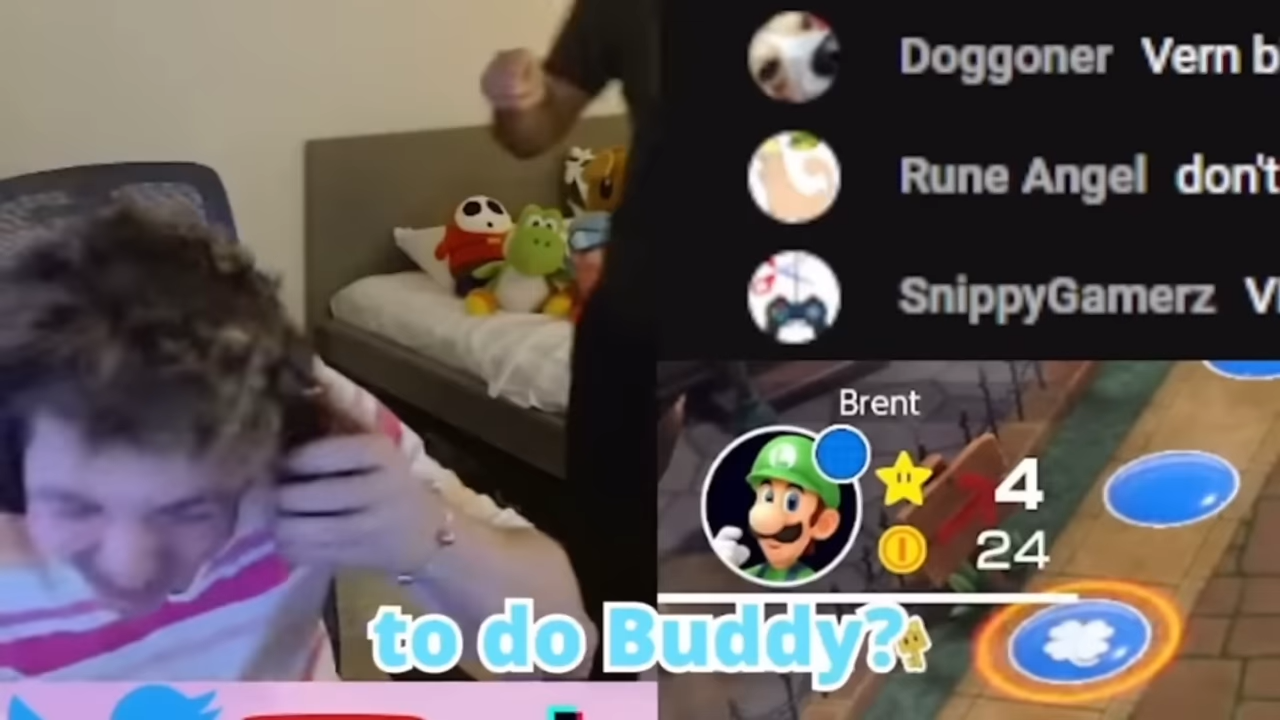 Doggoner Vern b
Rune Angel don't
SnippyGamerz
Brent
4
24
to do Buddy?